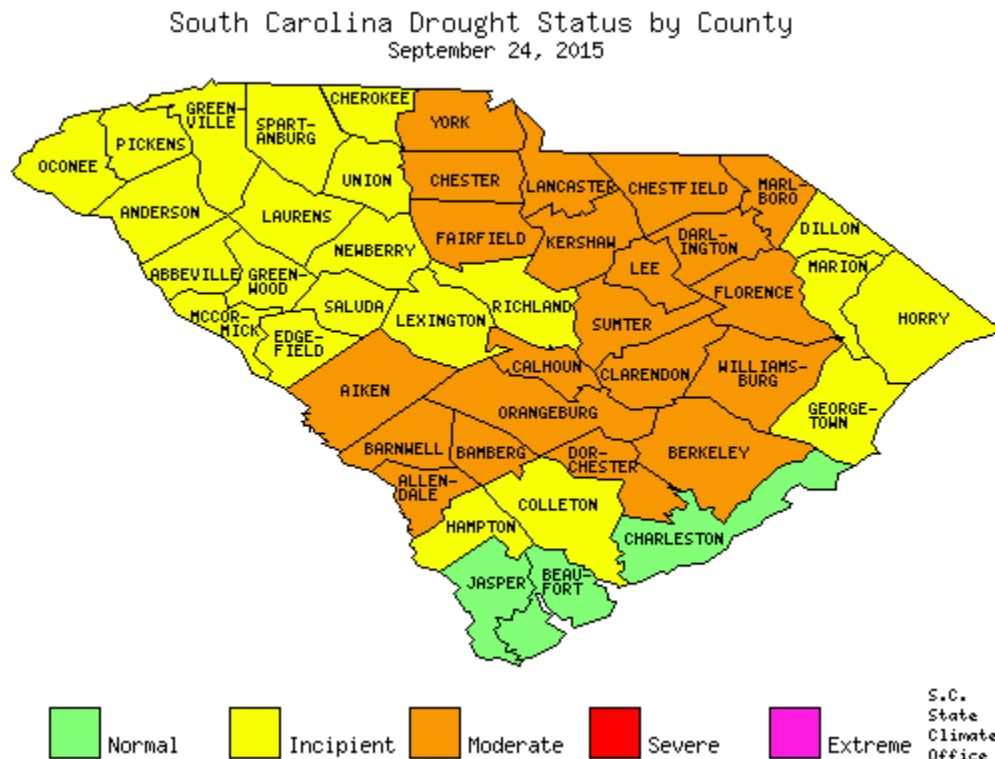 South Carolina Drought Status by County
September 24, 2015
CHEROKEE
GREEN-
VILLE
SPART-
ANBURG
YORK
PICKENS
OCONEE
UNION
CHESTER
LANCASTER
CHESTFIELD
MARL-
BORO
ANDERSON
LAURENS
DILLON
NEWBERRY
FAIRFIELD
KERSHAW
DARL-
INGTON
ABBEVILLE
GREEN-
WOOD
LEE
MARION
SALUDA
RICHLAND
FLORENCE
MCCOR-
MICK
EDGE-
FIELD
LEXINGTON
SUMTER
HORRY
AIKEN
CALHOUN
CLARENDON
WILLIAMS-
BURG
ORANGEBURG
GEORGE-
TOWN
BARNWELL
BAMBERG
DOR-
CHESTER
BERKELEY
ALLEN-
DALE
COLLETON
HAMPTON
CHARLESTON
JASPER
BEAU-
FORT
Normal
Incipient
Moderate
Severe
Extreme
S.C.
State
Climate
Office